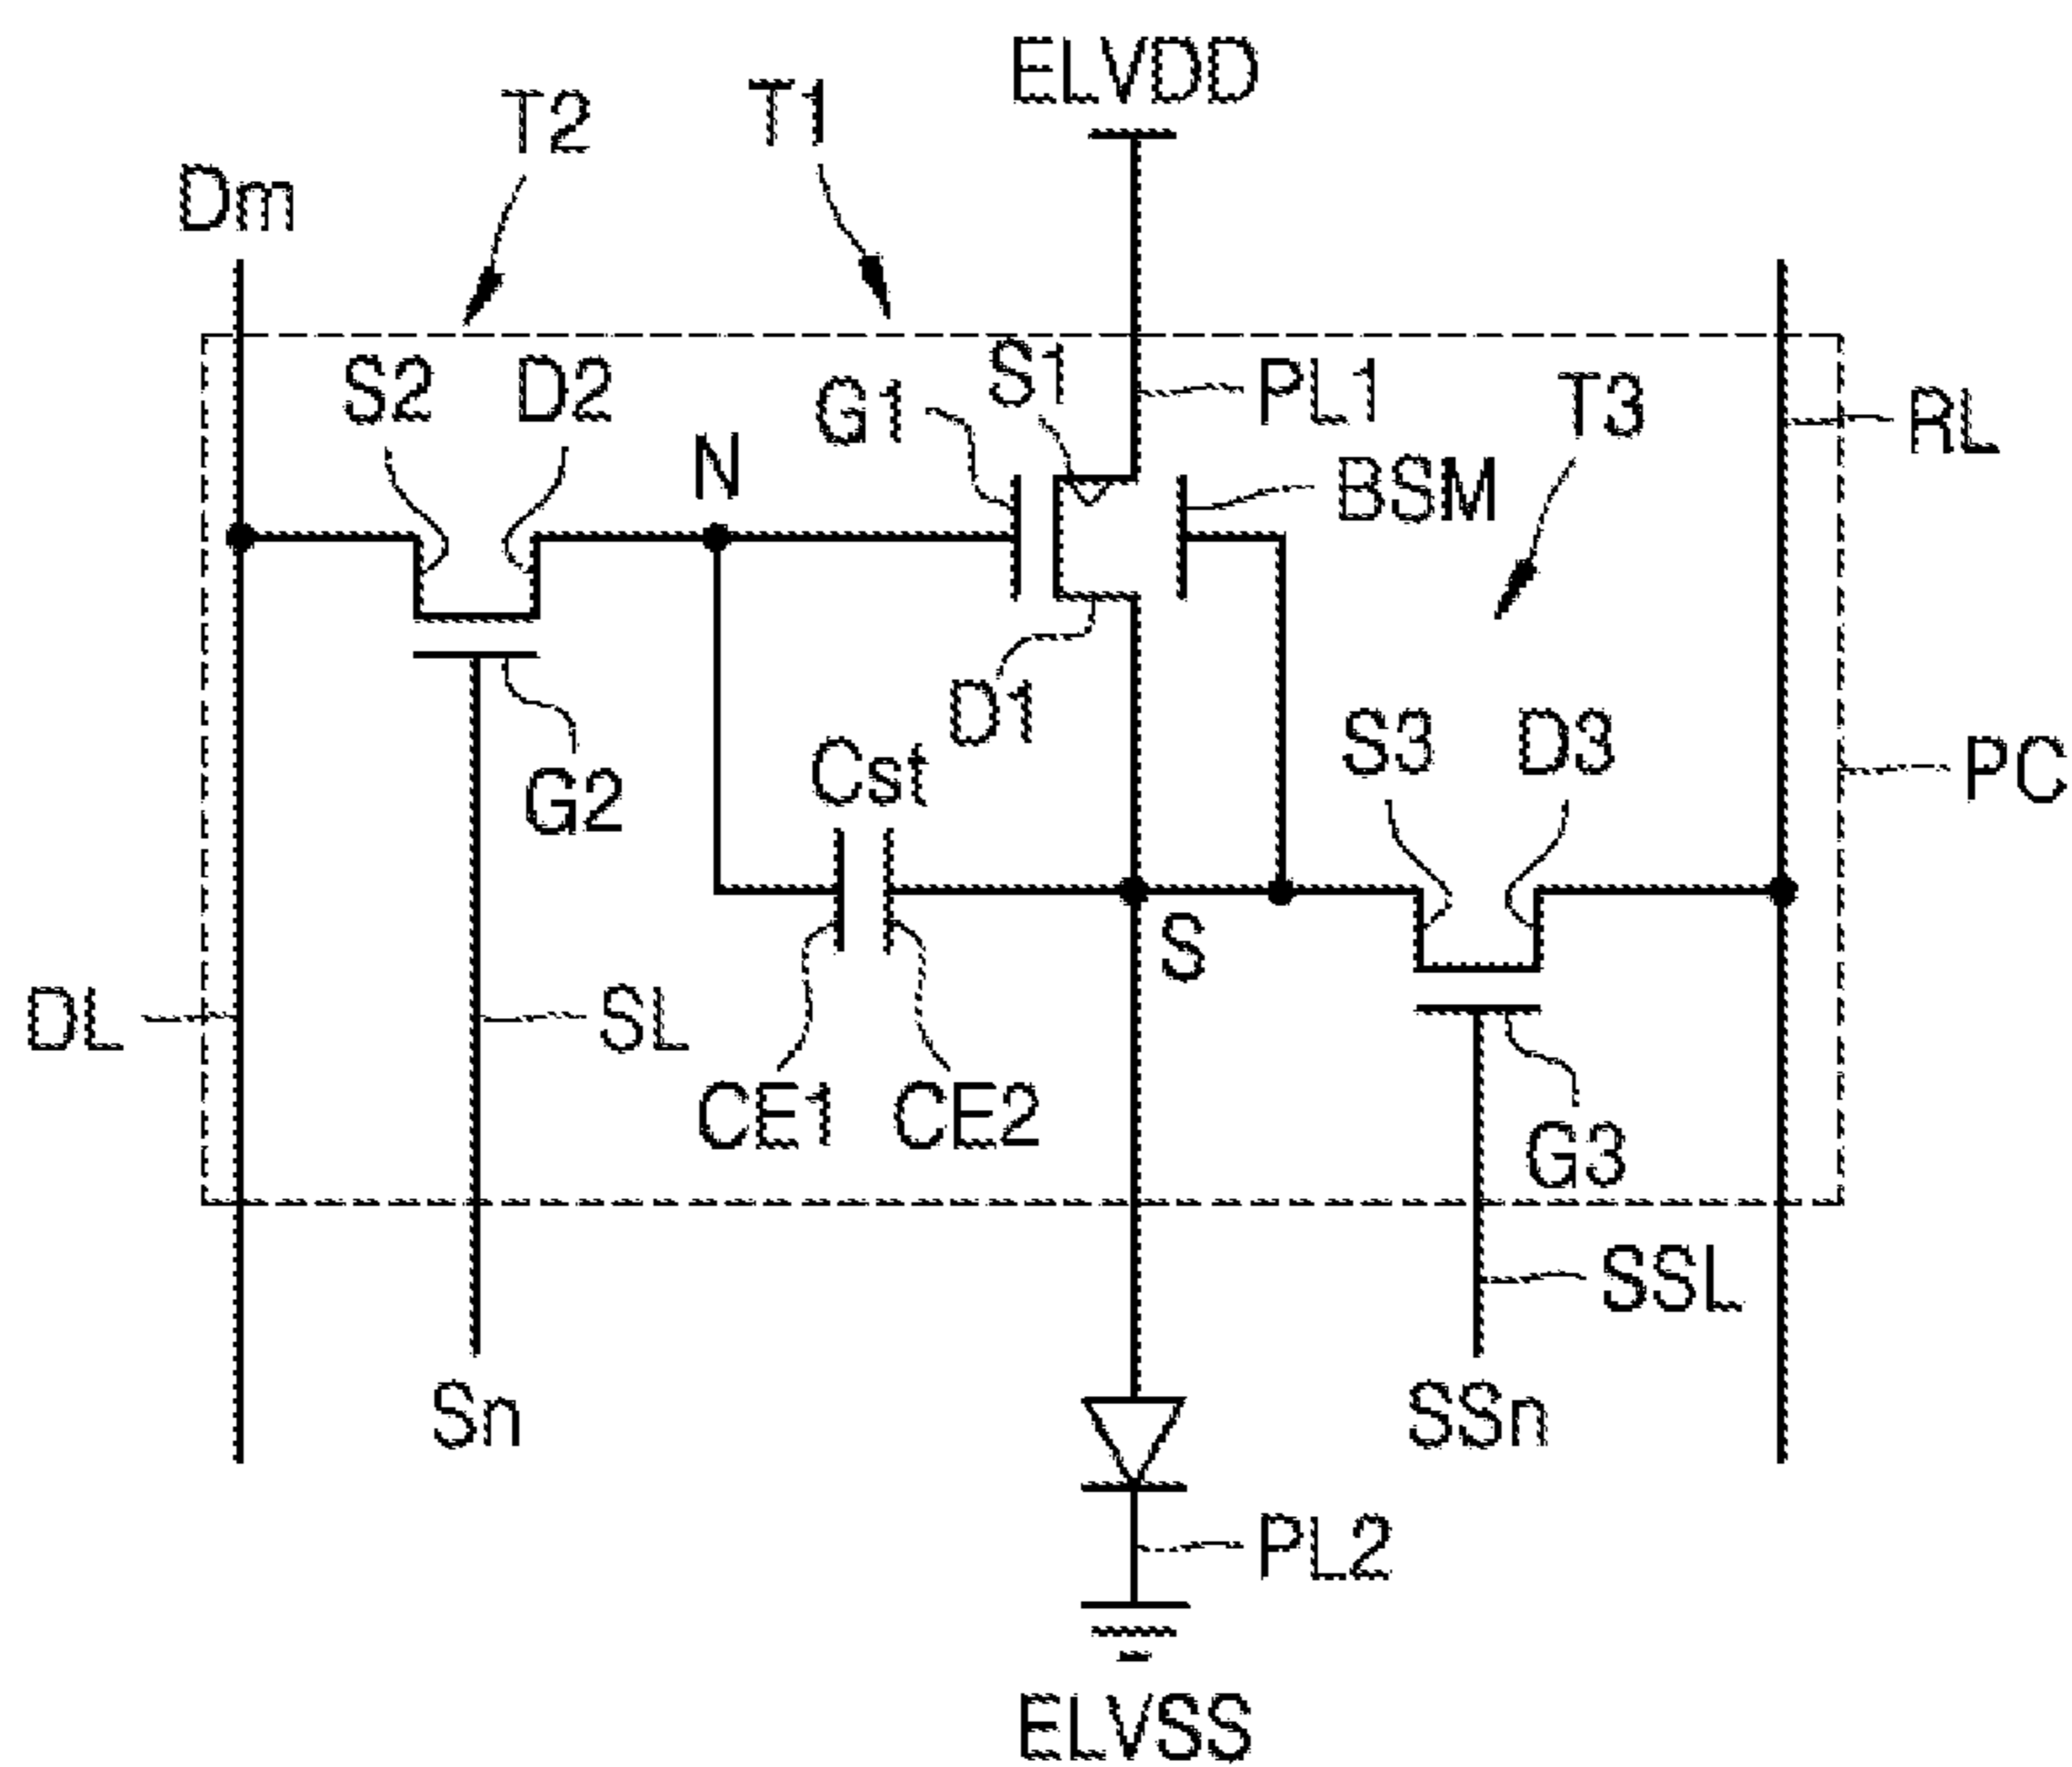 ELVDD
T2
T1
Dm
S2
D2
G1
S1
PL1
T3
RL
N
BSM
D1
S3
D3
G2
Cst
PC
S
DL
SL
CE1
CE2
G3
SSL
Sn
SSn
PL2
ELVSS